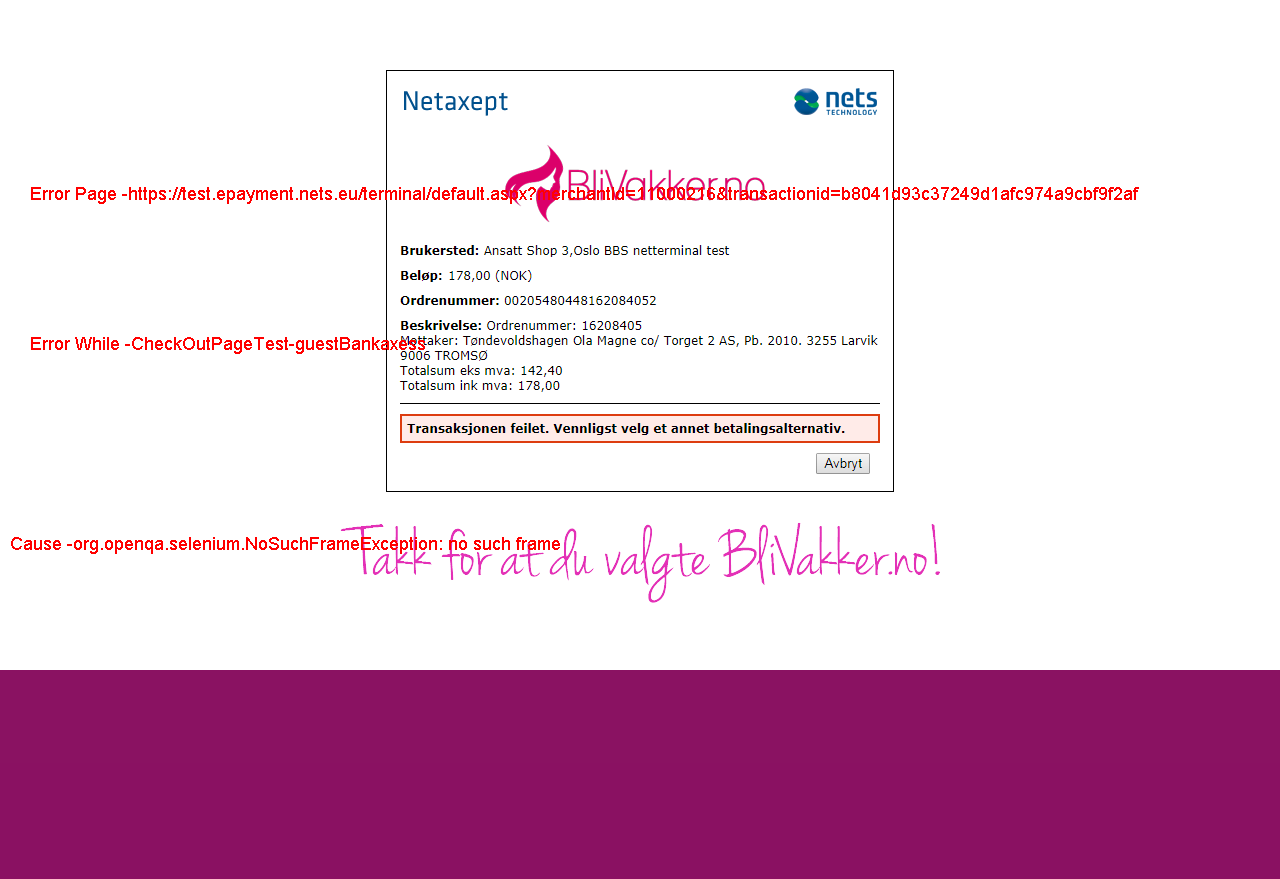 Netaxept
nets
TECHNOLOGY
BliVakker.no
Error Page -https://test.epayment.nets.eu/terminal/default.aspx?merchantId=11000216&transactionid=b8041d93c37249d1afc974a9cbf9f2af
Brukersted: Ansatt Shop 3,Oslo BBS netterminal test
Beløp: 178,00 (NOK)
Ordrenummer: 00205480448162084052
Beskrivelse: Ordrenummer: 16208405
Error While -CheckOutPageTest-guestBankaxess
Mottaker: Tøndevoldshagen Ola Magne co/ Torget 2 AS, Pb. 2010. 3255 Larvik
9006 TROMSØ
Totalsum eks mva: 142,40
Totalsum ink mva: 178,00
Transaksjonen feilet. Vennligst velg et annet betalingsalternativ.
Avbryt
Cause -org.openqa.selenium.NoSuchFrameException: no such frame
Takk for at du valgte BliVakker.no!